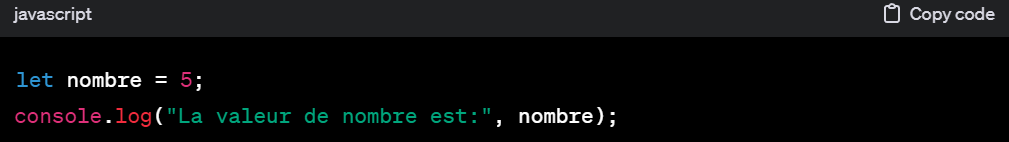 javascript
Copy code
let nombre = 5;
console.log("La valeur de nombre est:", nombre);